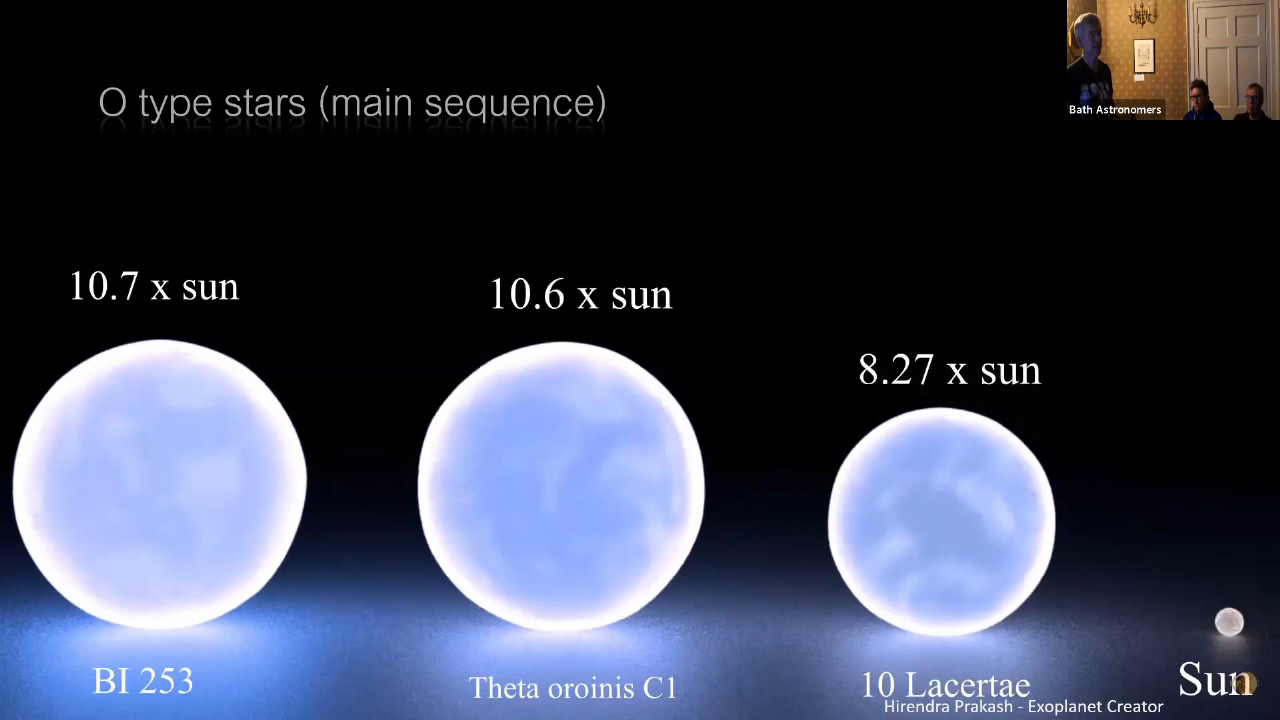 O type stars (main sequence)
Bath Astronomers
10.7 x sun
10.6 x sun
8.27 x sun
BI 253
Theta oroinis C1
10 Lacertae
Sun
Hirendra Prakash - Exoplanet Creator